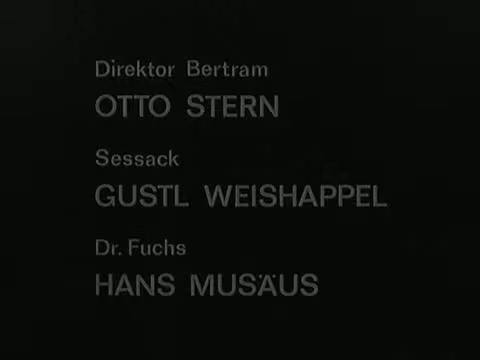 Direktor Bertram
OTTO STERN
Sessack
GUSTL WEISHAPPEL
Dr. Fuchs
HANS MUSÄUS